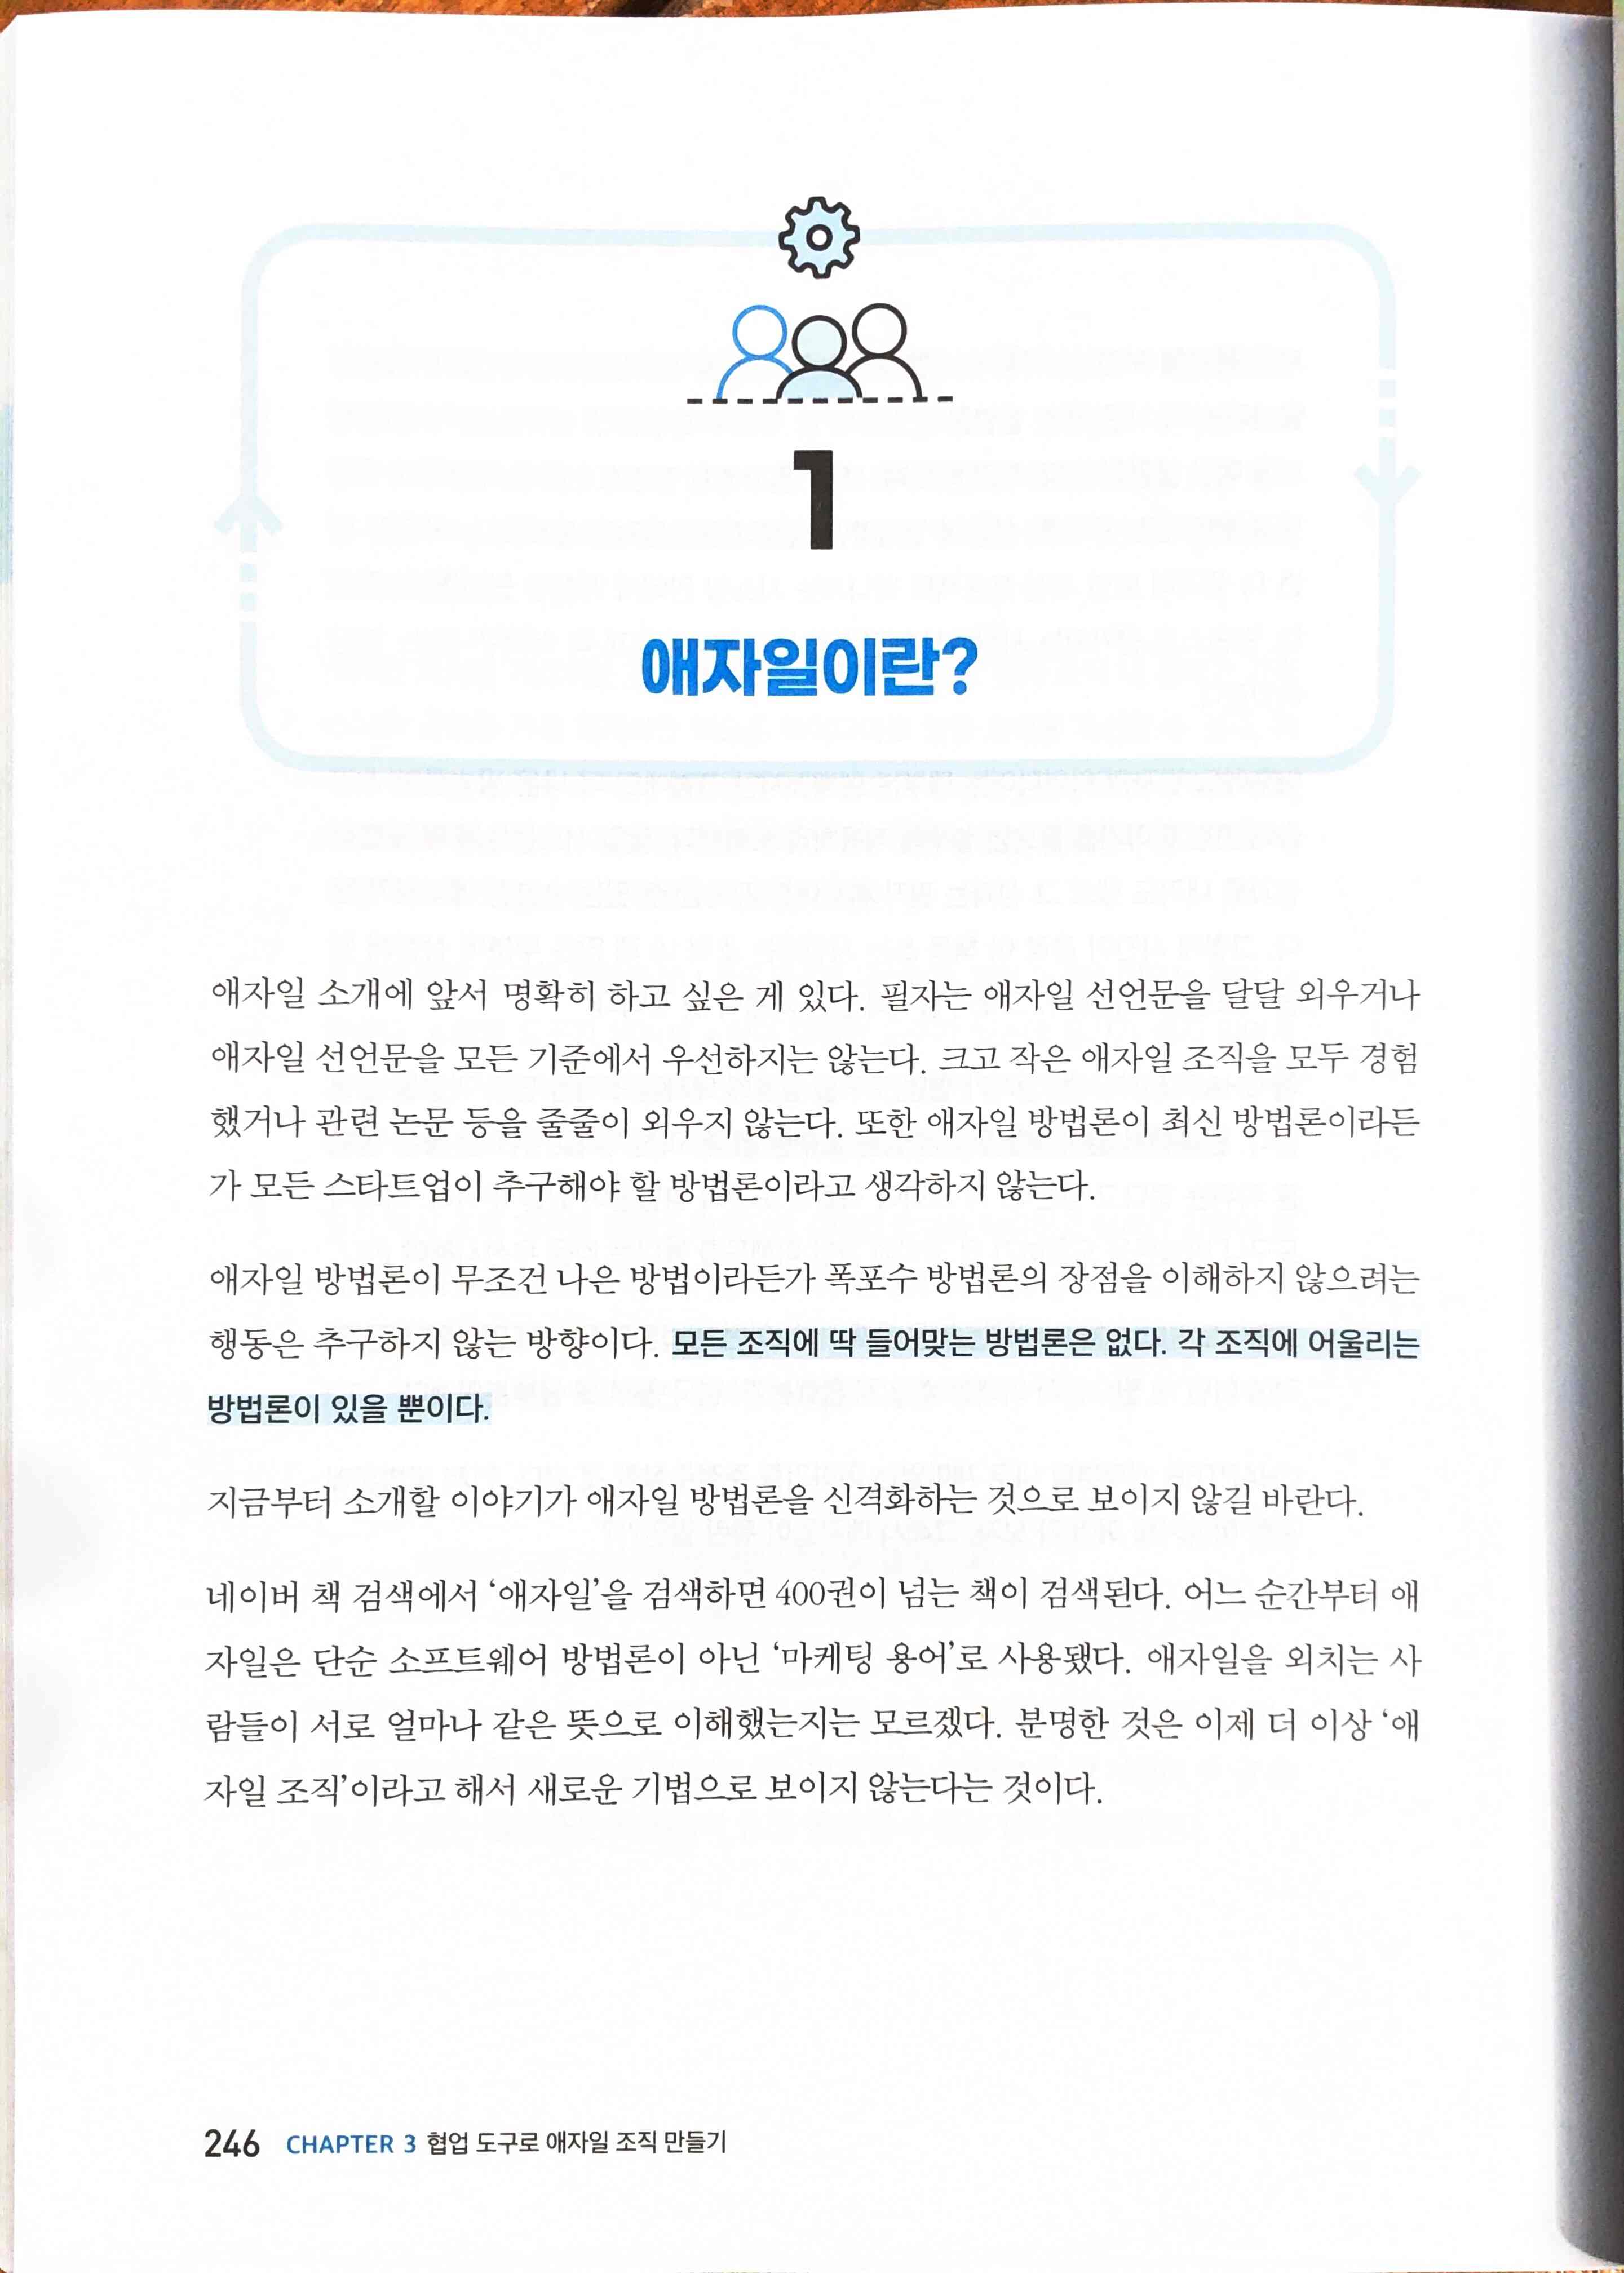 1
애자일이란?
애자일 소개에 앞서 명확히 하고 싶은 게 있다. 필자는 애자일 선언문을 달달 외우거나
애자일 선언문을 모든 기준에서 우선하지는 않는다. 크고 작은 애자일 조직을 모두 경험
했거나 관련 논문 등을 줄줄이 외우지 않는다. 또한 애자일 방법론이 최신 방법론이라든
가 모든 스타트업이 추구해야 할 방법론이라고 생각하지 않는다.
애자일 방법론이 무조건 나은 방법이라든가 폭포수 방법론의 장점을 이해하지 않으려는
행동은 추구하지 않는 방향이다. 모든 조직에 딱 들어맞는 방법론은 없다. 각 조직에 어울리는
방법론이 있을 뿐이다.
지금부터 소개할 이야기가 애자일 방법론을 신격화하는 것으로 보이지 않길 바란다.
네이버 책 검색에서 ‘애자일’을 검색하면 400권이 넘는 책이 검색된다. 어느 순간부터 애
자일은 단순 소프트웨어 방법론이 아닌 ‘마케팅 용어’로 사용됐다. 애자일을 외치는 사
람들이 서로 얼마나 같은 뜻으로 이해했는지는 모르겠다. 분명한 것은 이제 더 이상 ‘애
자일 조직’이라고 해서 새로운 기법으로 보이지 않는다는 것이다.
246 CHAPTER 3 협업 도구로 애자일 조직 만들기